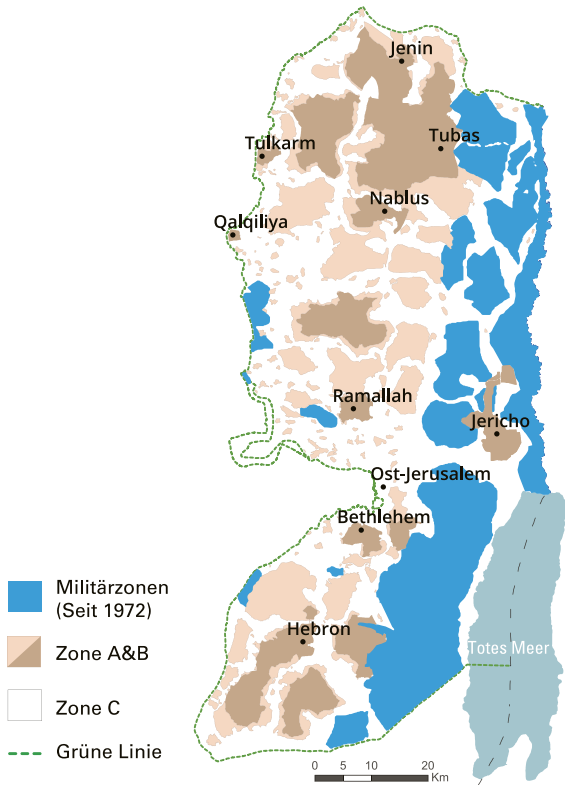 Jenin
Tulkarm
Tubas
Nablus
Qalqiliya
Ramallah
Jericho
Ost-Jerusalem
Bethlehem
Hebron
Totes Meer
Militärzonen
(Seit 1972)
Zone A&B
Zone C
Grüne Linie
0 5 10 20
Km